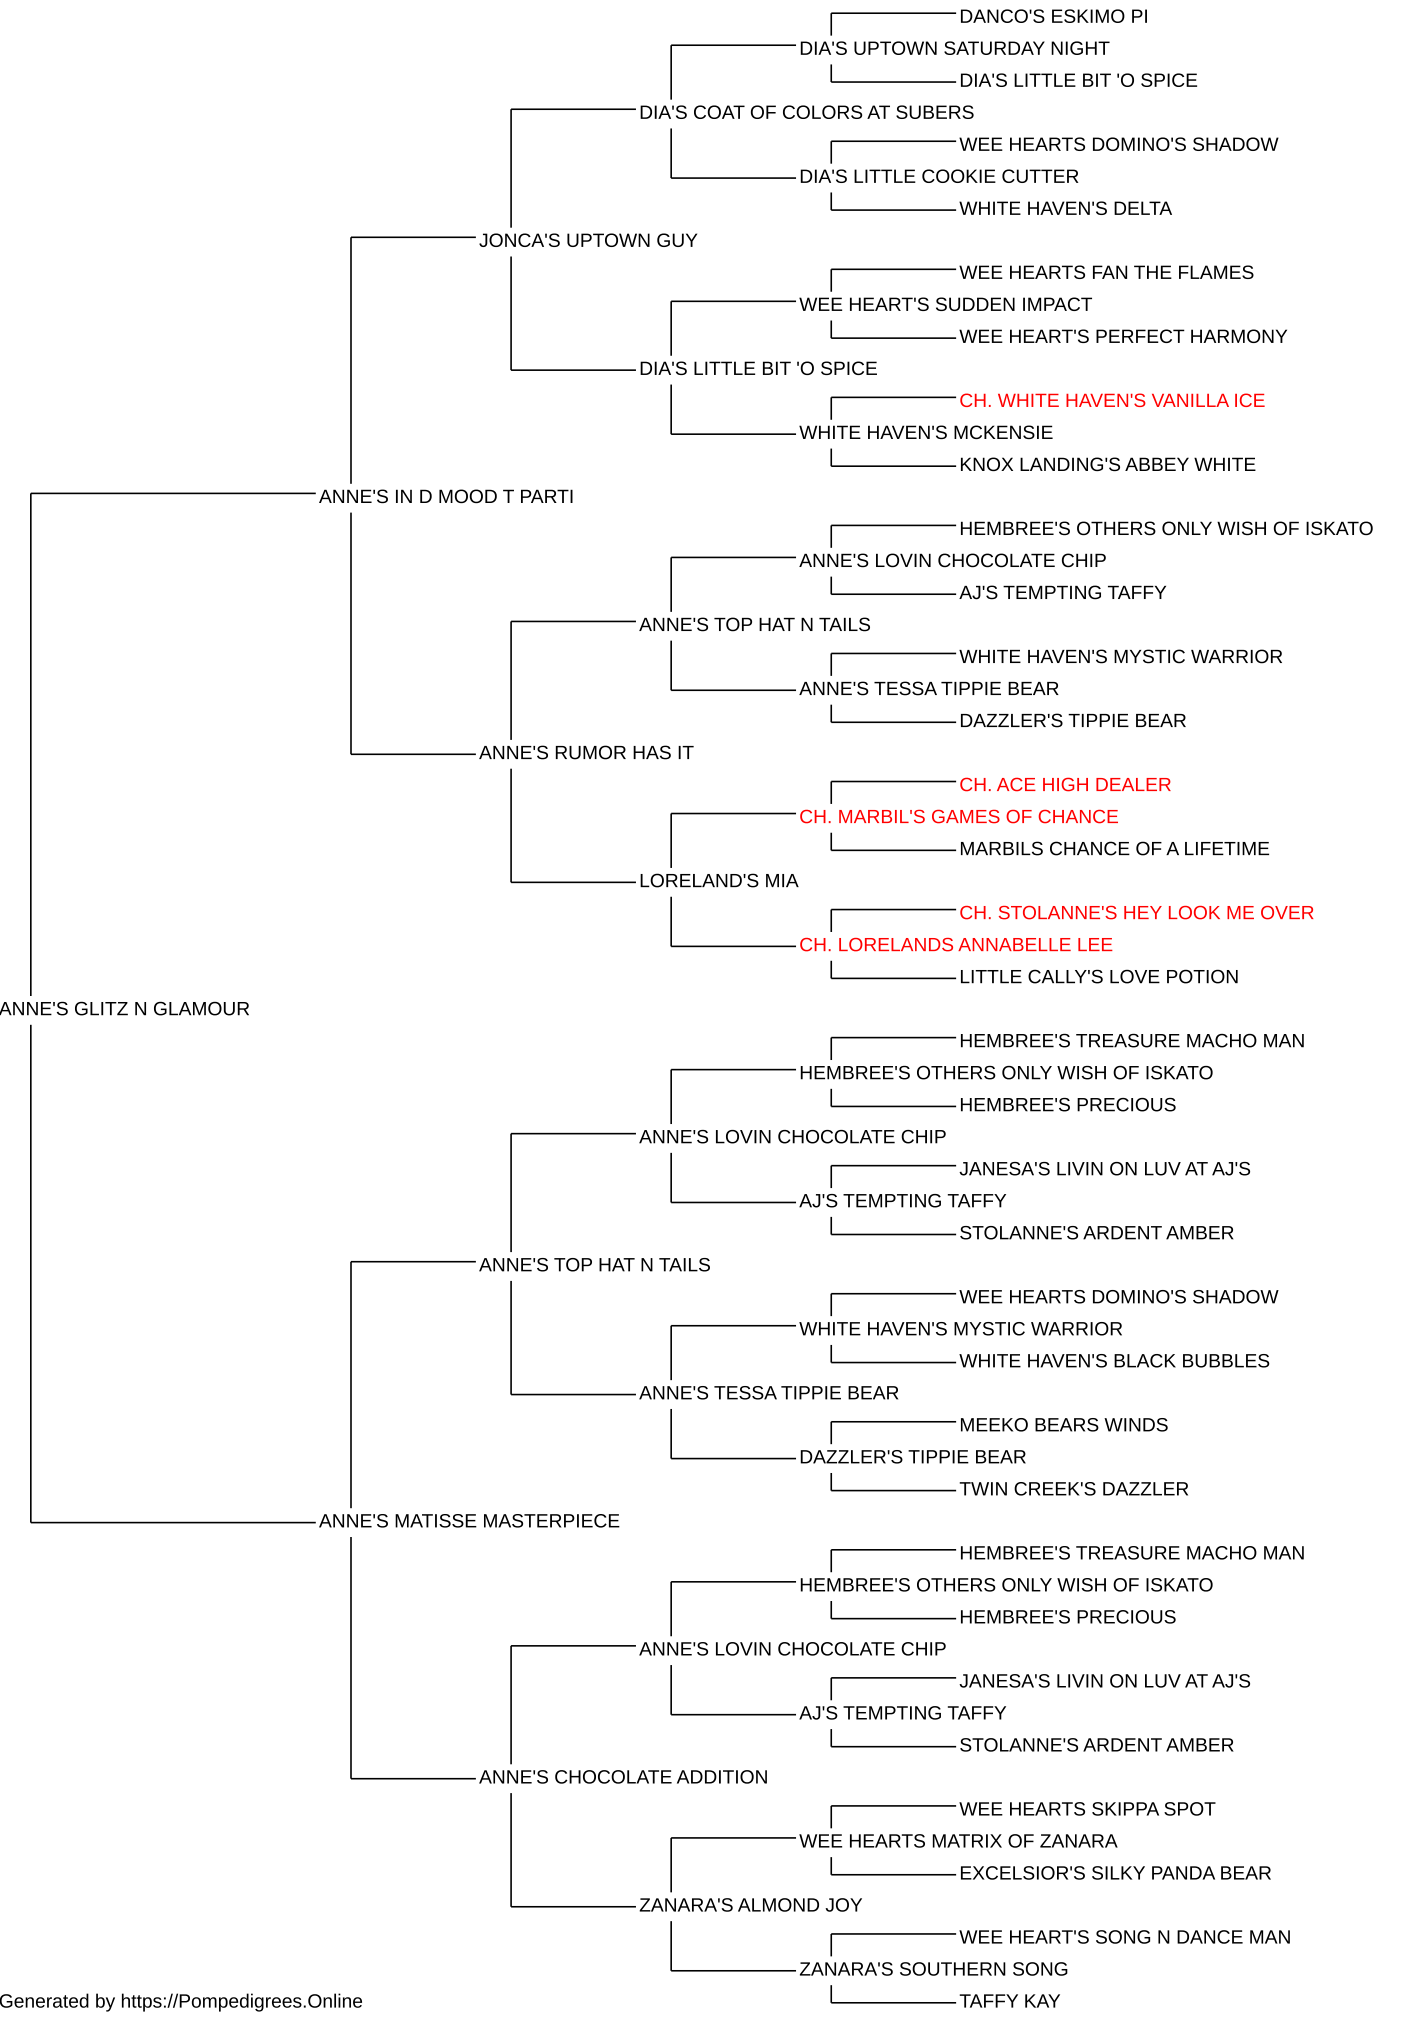 DANCO'S ESKIMO PI
DIA'S UPTOWN SATURDAY NIGHT
DIA'S LITTLE BIT 'O SPICE
DIA'S COAT OF COLORS AT SUBERS
WEE HEARTS DOMINO'S SHADOW
DIA'S LITTLE COOKIE CUTTER
WHITE HAVEN'S DELTA
JONCA'S UPTOWN GUY
WEE HEARTS FAN THE FLAMES
WEE HEART'S SUDDEN IMPACT
WEE HEART'S PERFECT HARMONY
DIA'S LITTLE BIT 'O SPICE
CH. WHITE HAVEN'S VANILLA ICE
WHITE HAVEN'S MCKENSIE
KNOX LANDING'S ABBEY WHITE
ANNE'S IN D MOOD T PARTI
HEMBREE'S OTHERS ONLY WISH OF ISKATO
ANNE'S LOVIN CHOCOLATE CHIP
AJ'S TEMPTING TAFFY
ANNE'S TOP HAT N TAILS
WHITE HAVEN'S MYSTIC WARRIOR
ANNE'S TESSA TIPPIE BEAR
DAZZLER'S TIPPIE BEAR
ANNE'S RUMOR HAS IT
CH. ACE HIGH DEALER
CH. MARBIL'S GAMES OF CHANCE
MARBILS CHANCE OF A LIFETIME
LORELAND'S MIA
CH. STOLANNE'S HEY LOOK ME OVER
CH. LORELANDS ANNABELLE LEE
LITTLE CALLY'S LOVE POTION
ANNE'S GLITZ N GLAMOUR
HEMBREE'S TREASURE MACHO MAN
HEMBREE'S OTHERS ONLY WISH OF ISKATO
HEMBREE'S PRECIOUS
ANNE'S LOVIN CHOCOLATE CHIP
JANESA'S LIVIN ON LUV AT AJ'S
AJ'S TEMPTING TAFFY
STOLANNE'S ARDENT AMBER
ANNE'S TOP HAT N TAILS
WEE HEARTS DOMINO'S SHADOW
WHITE HAVEN'S MYSTIC WARRIOR
WHITE HAVEN'S BLACK BUBBLES
ANNE'S TESSA TIPPIE BEAR
MEEKO BEARS WINDS
DAZZLER'S TIPPIE BEAR
TWIN CREEK'S DAZZLER
ANNE'S MATISSE MASTERPIECE
HEMBREE'S TREASURE MACHO MAN
HEMBREE'S OTHERS ONLY WISH OF ISKATO
HEMBREE'S PRECIOUS
ANNE'S LOVIN CHOCOLATE CHIP
JANESA'S LIVIN ON LUV AT AJ'S
AJ'S TEMPTING TAFFY
STOLANNE'S ARDENT AMBER
ANNE'S CHOCOLATE ADDITION
WEE HEARTS SKIPPA SPOT
WEE HEARTS MATRIX OF ZANARA
EXCELSIOR'S SILKY PANDA BEAR
ZANARA'S ALMOND JOY
WEE HEART'S SONG N DANCE MAN
ZANARA'S SOUTHERN SONG
TAFFY KAY
Generated by https://Pompedigrees.Online